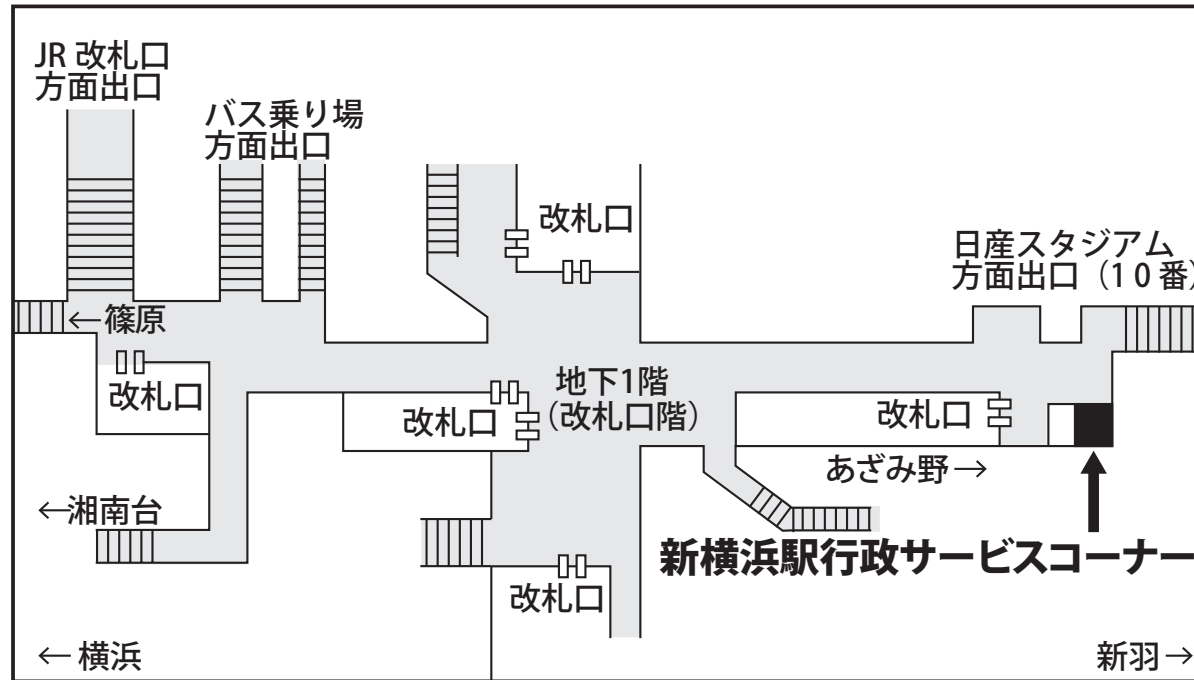 JR 改札口
方面出口
バス乗り場
方面出口
改札口
日産スタジアム
方面出口（10番）
←篠原
改札口
地下1階
（改札口階）
改札口
改札口
あざみ野→
←湘南台
新横浜駅行政サービスコーナー
改札口
←横浜
新羽→